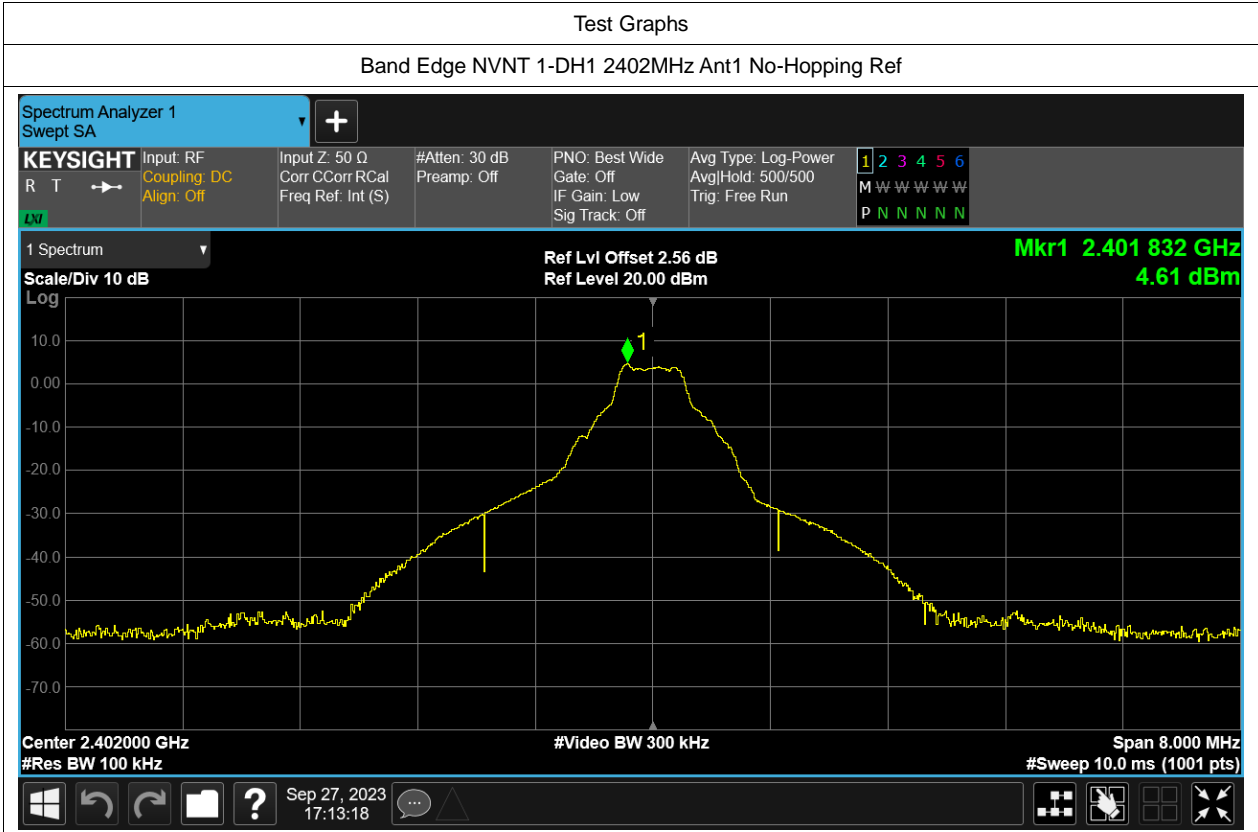 Test Graphs
Band Edge NVNT 1-DH1 2402MHz Ant1 No-Hopping Ref
Spectrum Analyzer 1
Swept SA
+
KEYSIGHT Input: RF Input Z: 50 Ω #Atten: 30 dB PNO: Best Wide Avg Type: Log-Power 1 2 3 4 5 6
R T Coupling: DC Corr CCorr RCal Preamp: Off Gate: Off Avg|Hold: 500/500 M W W W W W
Align: Off Freq Ref: Int (S) IF Gain: Low Trig: Free Run
LXI Sig Track: Off P N N N N N
1 Spectrum Ref Lvl Offset 2.56 dB Mkr1 2.401 832 GHz
Scale/Div 10 dB Ref Level 20.00 dBm 4.61 dBm
Log
10.0
1
0.00
-10.0
-20.0
-30.0
-40.0
-50.0
-60.0
-70.0
Center 2.402000 GHz #Video BW 300 kHz Span 8.000 MHz
#Res BW 100 kHz #Sweep 10.0 ms (1001 pts)
? Sep 27, 2023
17:13:18